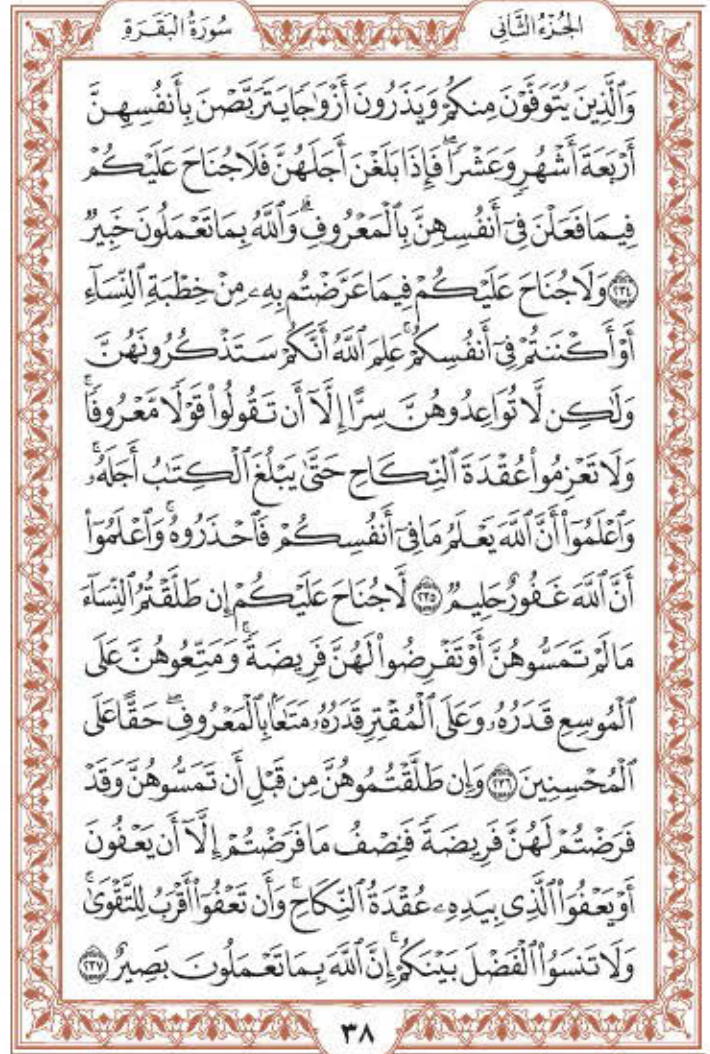 الجُزْءُ الثَّانِي
سُورَةُ الْبَقَرَةِ
وَٱلَّذِينَ يُتَوَفَّوْنَ مِنكُمْ وَيَذَرُونَ أَزْوَٰجًا يَتَرَبَّصْنَ بِأَنفُسِهِنَّ
أَرْبَعَةَ أَشْهُرٍ وَعَشْرًاۖ فَإِذَا بَلَغْنَ أَجَلَهُنَّ فَلَا جُنَاحَ عَلَيْكُمْ
فِيمَا فَعَلْنَ فِىٓ أَنفُسِهِنَّ بِٱلْمَعْرُوفِۗ وَٱللَّهُ بِمَا تَعْمَلُونَ خَبِيرٌ
٢٣٤ وَلَا جُنَاحَ عَلَيْكُمْ فِيمَا عَرَّضْتُم بِهِۦ مِنْ خِطْبَةِ ٱلنِّسَآءِ
أَوْ أَكْنَنتُمْ فِىٓ أَنفُسِكُمْۚ عَلِمَ ٱللَّهُ أَنَّكُمْ سَتَذْكُرُونَهُنَّ
وَلَٰكِن لَّا تُوَاعِدُوهُنَّ سِرًّا إِلَّآ أَن تَقُولُوا۟ قَوْلًا مَّعْرُوفًاۚ
وَلَا تَعْزِمُوا۟ عُقْدَةَ ٱلنِّكَاحِ حَتَّىٰ يَبْلُغَ ٱلْكِتَٰبُ أَجَلَهُۥۚ
وَٱعْلَمُوٓا۟ أَنَّ ٱللَّهَ يَعْلَمُ مَا فِىٓ أَنفُسِكُمْ فَٱحْذَرُوهُۚ وَٱعْلَمُوٓا۟
أَنَّ ٱللَّهَ غَفُورٌ حَلِيمٌ ٢٣٥ لَّا جُنَاحَ عَلَيْكُمْ إِن طَلَّقْتُمُ ٱلنِّسَآءَ
مَا لَمْ تَمَسُّوهُنَّ أَوْ تَفْرِضُوا۟ لَهُنَّ فَرِيضَةًۚ وَمَتِّعُوهُنَّ عَلَى
ٱلْمُوسِعِ قَدَرُهُۥ وَعَلَى ٱلْمُقْتِرِ قَدَرُهُۥ مَتَٰعًۢا بِٱلْمَعْرُوفِۖ حَقًّا عَلَى
ٱلْمُحْسِنِينَ ٢٣٦ وَإِن طَلَّقْتُمُوهُنَّ مِن قَبْلِ أَن تَمَسُّوهُنَّ وَقَدْ
فَرَضْتُمْ لَهُنَّ فَرِيضَةً فَنِصْفُ مَا فَرَضْتُمْ إِلَّآ أَن يَعْفُونَ
أَوْ يَعْفُوَا۟ ٱلَّذِى بِيَدِهِۦ عُقْدَةُ ٱلنِّكَاحِۚ وَأَن تَعْفُوٓا۟ أَقْرَبُ لِلتَّقْوَىٰۚ
وَلَا تَنسَوُا۟ ٱلْفَضْلَ بَيْنَكُمْۚ إِنَّ ٱللَّهَ بِمَا تَعْمَلُونَ بَصِيرٌ ٢٣٧
٣٨